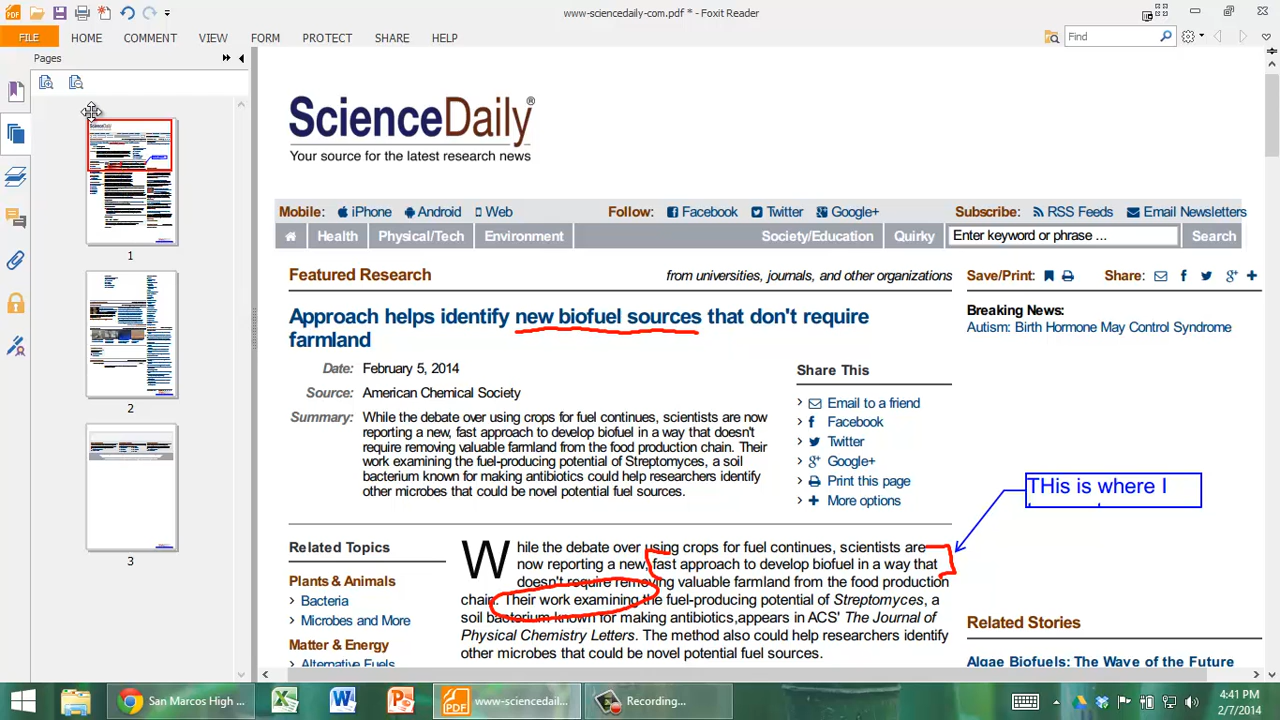 www-sciencedaily-com.pdf * - Foxit Reader
FILE HOME COMMENT VIEW FORM PROTECT SHARE HELP
Find
Pages
1
2
3
ScienceDaily®
Your source for the latest research news
Mobile: iPhone Android Web Follow: Facebook Twitter Google+ Subscribe: RSS Feeds Email Newsletters
Health Physical/Tech Environment Society/Education Quirky Enter keyword or phrase ... Search
Featured Research from universities, journals, and other organizations
Save/Print: Share:
Breaking News:
Autism: Birth Hormone May Control Syndrome
Approach helps identify new biofuel sources that don't require
farmland
Date: February 5, 2014
Source: American Chemical Society
Summary: While the debate over using crops for fuel continues, scientists are now
reporting a new, fast approach to develop biofuel in a way that doesn't
require removing valuable farmland from the food production chain. Their
work examining the fuel-producing potential of Streptomyces, a soil
bacterium known for making antibiotics could help researchers identify
other microbes that could be novel potential fuel sources.
Share This
Email to a friend
Facebook
Twitter
Google+
Print this page
More options
THis is where I
Related Topics
Plants & Animals
Bacteria
Microbes and More
Matter & Energy
Alternative Fuels
While the debate over using crops for fuel continues, scientists are
now reporting a new, fast approach to develop biofuel in a way that
doesn't require removing valuable farmland from the food production
chain. Their work examining the fuel-producing potential of Streptomyces, a
soil bacterium known for making antibiotics,appears in ACS' The Journal of
Physical Chemistry Letters. The method also could help researchers identify
other microbes that could be novel potential fuel sources.
Related Stories
Algae Biofuels: The Wave of the Future
San Marcos High ...
www-sciencedail...
Recording...
4:41 PM
2/7/2014